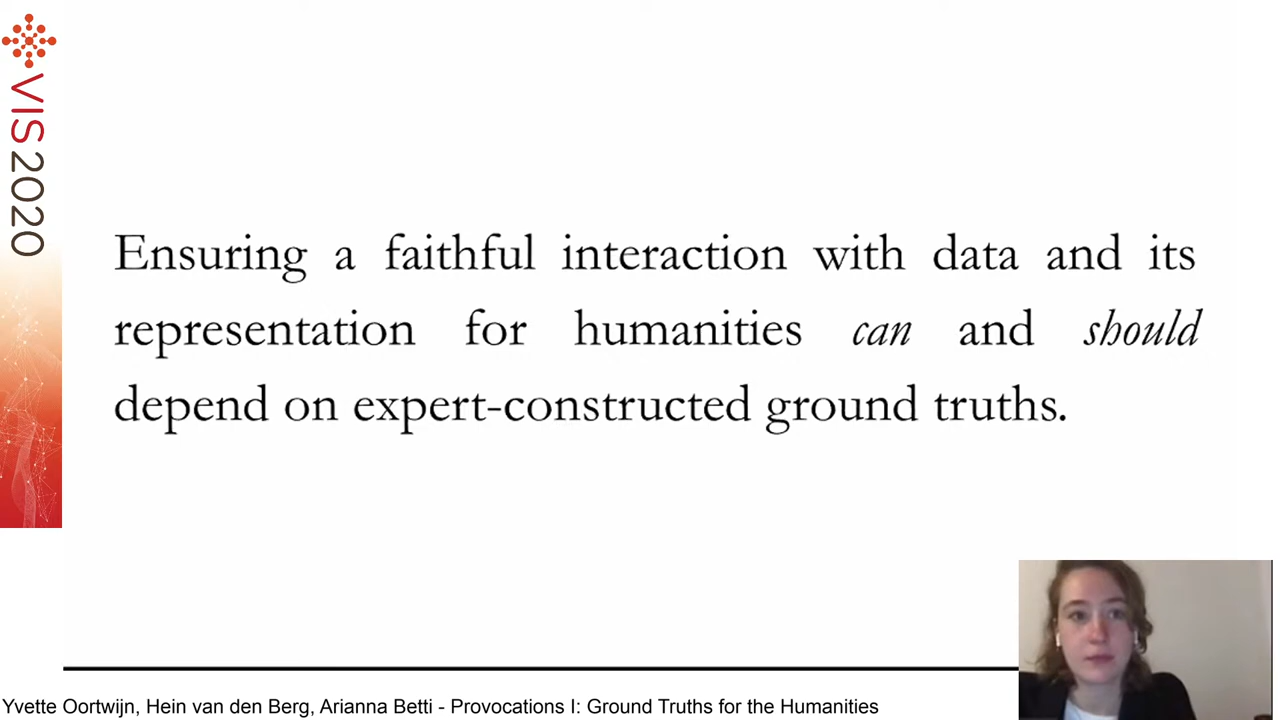 VIS2020
Ensuring a faithful interaction with data and its
representation for humanities can and should
depend on expert-constructed ground truths.
Yvette Oortwijn, Hein van den Berg, Arianna Betti - Provocations I: Ground Truths for the Humanities